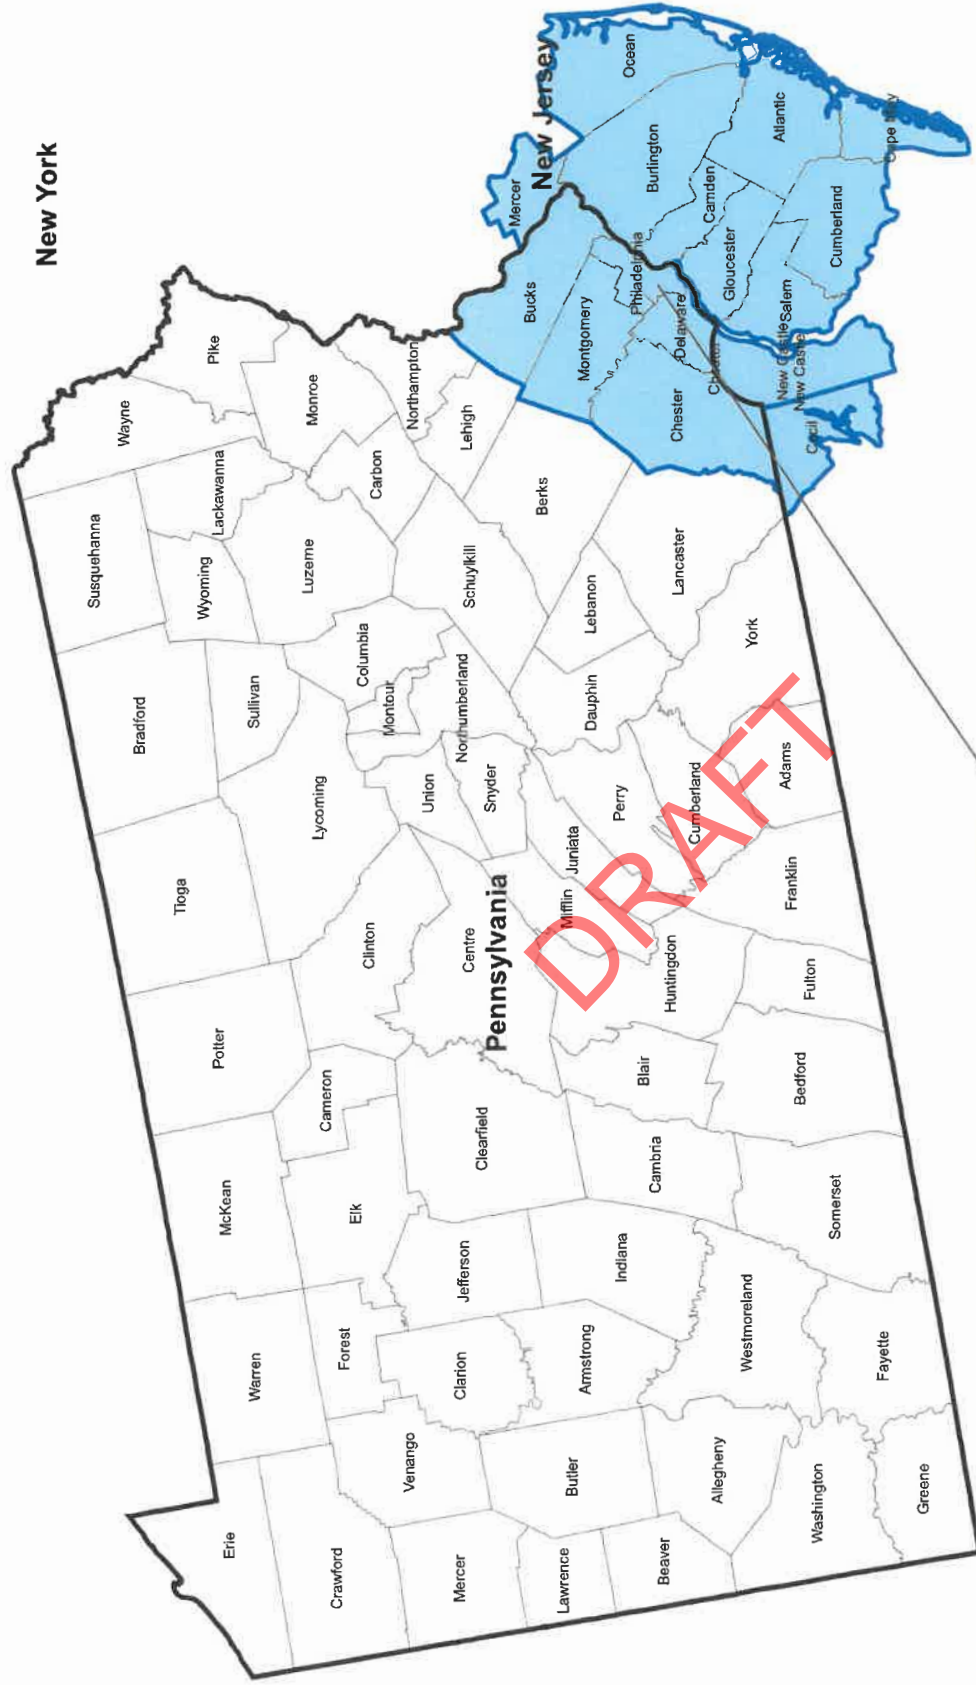 New York
New Jersey
Pennsylvania
DRAFT
Erie
Crawford
Mercer
Lawrence
Beaver
Washington
Greene
Warren
Forest
Venango
Clarion
Butler
Armstrong
Allegheny
Westmoreland
Fayette
McKean
Elk
Jefferson
Indiana
Cambria
Somerset
Potter
Cameron
Clearfield
Blair
Bedford
Tioga
Clinton
Centre
Huntingdon
Fulton
Franklin
Mifflin
Juniata
Bradford
Sullivan
Lycoming
Union
Snyder
Perry
Cumberland
Adams
Montour
Columbia
Northumberland
Dauphin
York
Susquehanna
Wyoming
Lackawanna
Luzerne
Schuylkill
Lebanon
Lancaster
Berks
Wayne
Pike
Monroe
Carbon
Northampton
Lehigh
Bucks
Montgomery
Philadelphia
Delaware
Chester
New Castle
New Castle
Cecil
Mercer
Ocean
Burlington
Camden
Gloucester
Salem
Atlantic
Cumberland
Cape May